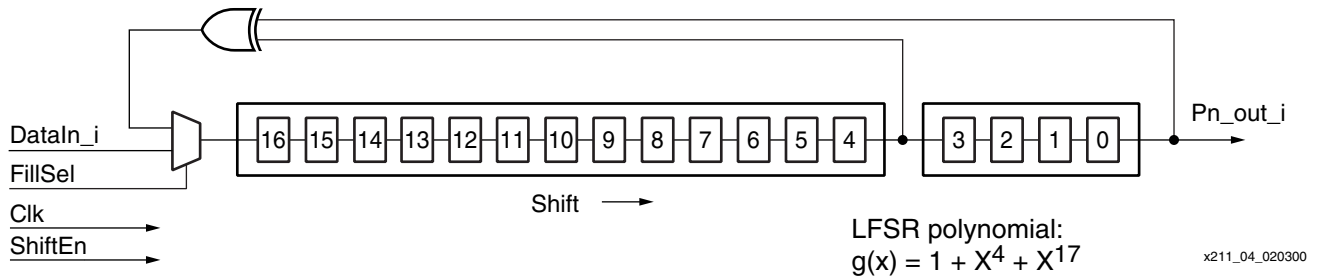 Pn_out_i
DataIn_i
16 15 14 13 12 11 10 9 8 7 6 5 4 3 2 1 0
FillSel
Clk
Shift
ShiftEn
LFSR polynomial:
g(x) = 1 + X⁴ + X¹⁷
x211_04_020300